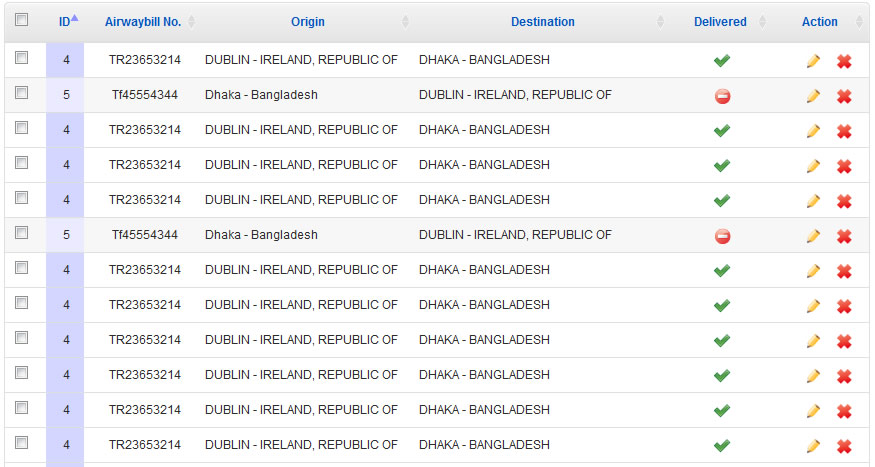 ID Airwaybill No. Origin Destination Delivered Action
4 TR23653214 DUBLIN - IRELAND, REPUBLIC OF DHAKA - BANGLADESH
5 Tf45554344 Dhaka - Bangladesh DUBLIN - IRELAND, REPUBLIC OF
4 TR23653214 DUBLIN - IRELAND, REPUBLIC OF DHAKA - BANGLADESH
4 TR23653214 DUBLIN - IRELAND, REPUBLIC OF DHAKA - BANGLADESH
4 TR23653214 DUBLIN - IRELAND, REPUBLIC OF DHAKA - BANGLADESH
5 Tf45554344 Dhaka - Bangladesh DUBLIN - IRELAND, REPUBLIC OF
4 TR23653214 DUBLIN - IRELAND, REPUBLIC OF DHAKA - BANGLADESH
4 TR23653214 DUBLIN - IRELAND, REPUBLIC OF DHAKA - BANGLADESH
4 TR23653214 DUBLIN - IRELAND, REPUBLIC OF DHAKA - BANGLADESH
4 TR23653214 DUBLIN - IRELAND, REPUBLIC OF DHAKA - BANGLADESH
4 TR23653214 DUBLIN - IRELAND, REPUBLIC OF DHAKA - BANGLADESH
4 TR23653214 DUBLIN - IRELAND, REPUBLIC OF DHAKA - BANGLADESH